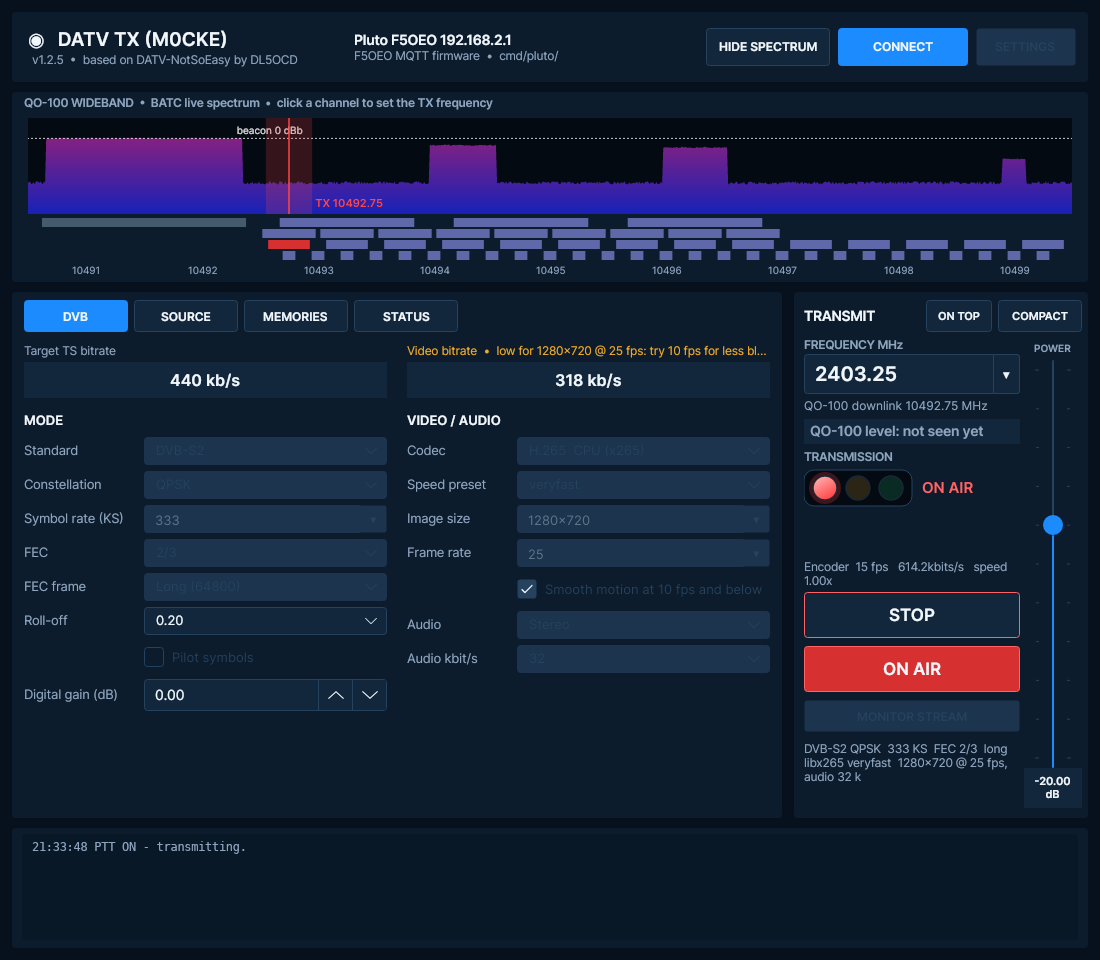 DATV TX (M0CKE)
v1.2.5 • based on DATV-NotSoEasy by DL5OCD
Pluto F5OEO 192.168.2.1
F5OEO MQTT firmware • cmd/pluto/
HIDE SPECTRUM
CONNECT
SETTINGS
QO-100 WIDEBAND • BATC live spectrum • click a channel to set the TX frequency
beacon 0 dBb
TX 10492.75
10491 10492 10493 10494 10495 10496 10497 10498 10499
DVB
SOURCE
MEMORIES
STATUS
Target TS bitrate
440 kb/s
Video bitrate • low for 1280×720 @ 25 fps: try 10 fps for less bl...
318 kb/s
MODE
Standard DVB-S2
Constellation QPSK
Symbol rate (KS) 333
FEC 2/3
FEC frame Long (64800)
Roll-off 0.20
Pilot symbols
Digital gain (dB) 0.00
VIDEO / AUDIO
Codec H.265 CPU (x265)
Speed preset veryfast
Image size 1280×720
Frame rate 25
Smooth motion at 10 fps and below
Audio Stereo
Audio kbit/s 32
TRANSMIT
ON TOP
COMPACT
FREQUENCY MHz
2403.25
QO-100 downlink 10492.75 MHz
QO-100 level: not seen yet
TRANSMISSION
ON AIR
Encoder 15 fps 614.2kbits/s speed
1.00x
STOP
ON AIR
MONITOR STREAM
DVB-S2 QPSK 333 KS FEC 2/3 long
libx265 veryfast 1280×720 @ 25 fps,
audio 32 k
POWER
-20.00
dB
21:33:48 PTT ON - transmitting.